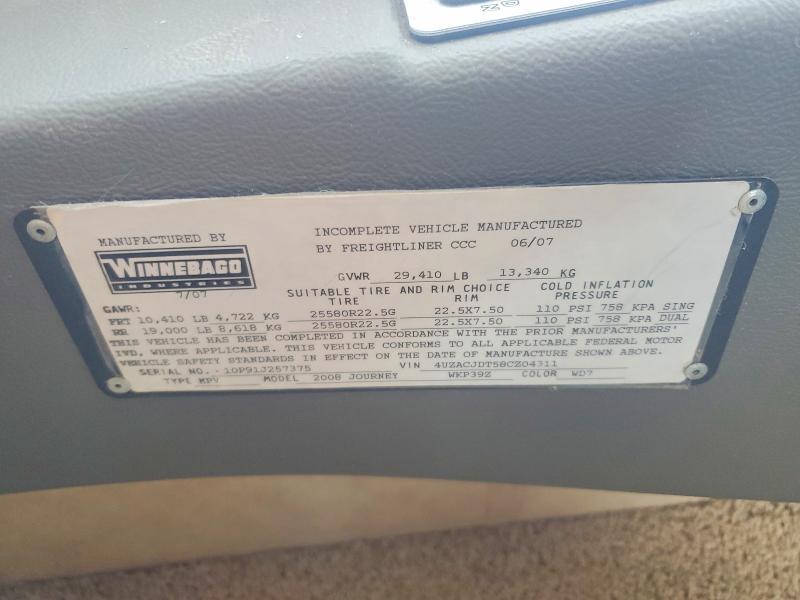 MANUFACTURED BY
WINNEBAGO
INDUSTRIES
7/07
INCOMPLETE VEHICLE MANUFACTURED
BY FREIGHTLINER CCC 06/07
GVWR 29,410 LB 13,340 KG
SUITABLE TIRE AND RIM CHOICE COLD INFLATION
GAWR: TIRE RIM PRESSURE
FRT 10,410 LB 4,722 KG 25580R22.5G 22.5X7.50 110 PSI 758 KPA SING
RR 19,000 LB 8,618 KG 25580R22.5G 22.5X7.50 110 PSI 758 KPA DUAL
THIS VEHICLE HAS BEEN COMPLETED IN ACCORDANCE WITH THE PRIOR MANUFACTURERS'
IVD, WHERE APPLICABLE. THIS VEHICLE CONFORMS TO ALL APPLICABLE FEDERAL MOTOR
VEHICLE SAFETY STANDARDS IN EFFECT ON THE DATE OF MANUFACTURE SHOWN ABOVE.
SERIAL NO. 10P91J257375 VIN 4UZACJDT58CZ04311
TYPE MPV MODEL 2008 JOURNEY WKP39Z COLOR WD7